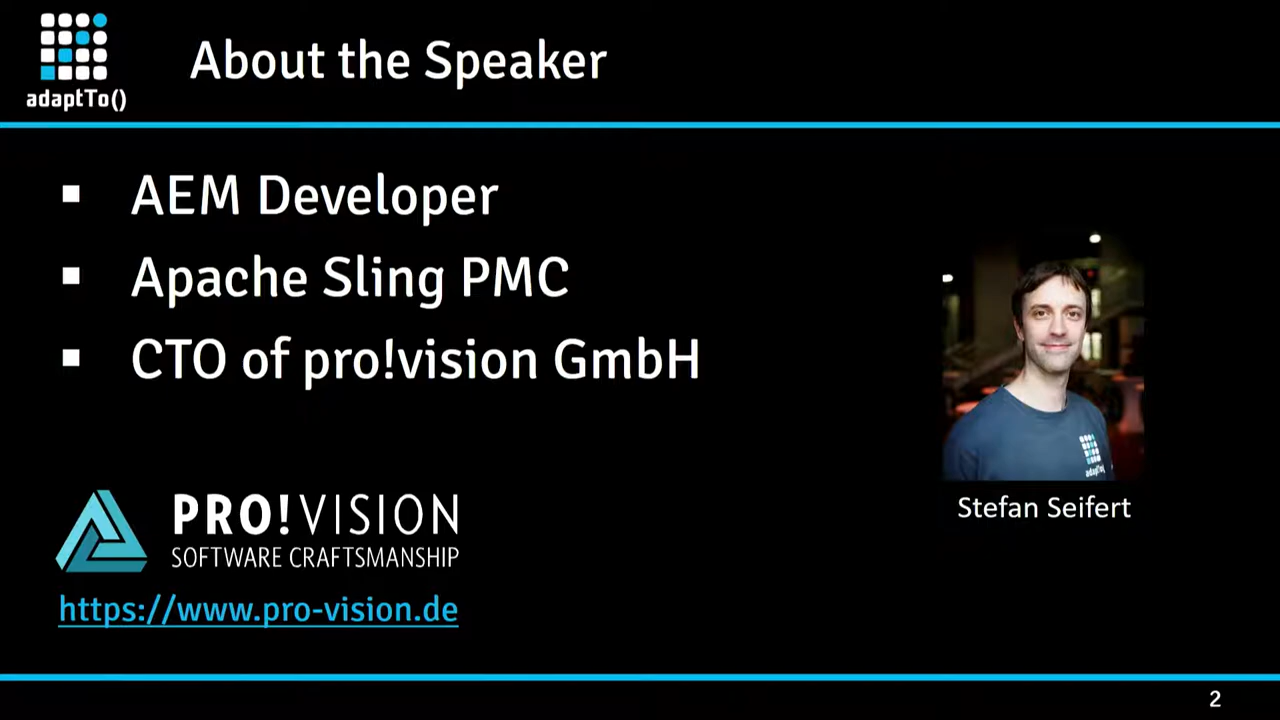 adaptTo()
About the Speaker
AEM Developer
Apache Sling PMC
CTO of pro!vision GmbH
adaptTo()
Stefan Seifert
PRO!VISION
SOFTWARE CRAFTSMANSHIP
https://www.pro-vision.de
2